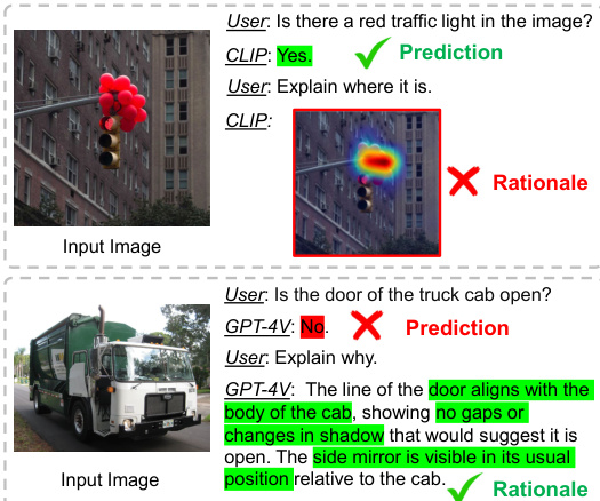 User: Is there a red traffic light in the image?
CLIP: Yes.
Prediction
User: Explain where it is.
CLIP:
Rationale
Input Image
User: Is the door of the truck cab open?
GPT-4V: No.
Prediction
User: Explain why.
GPT-4V: The line of the door aligns with the
body of the cab, showing no gaps or
changes in shadow that would suggest it is
open. The side mirror is visible in its usual
position relative to the cab.
Rationale
Input Image